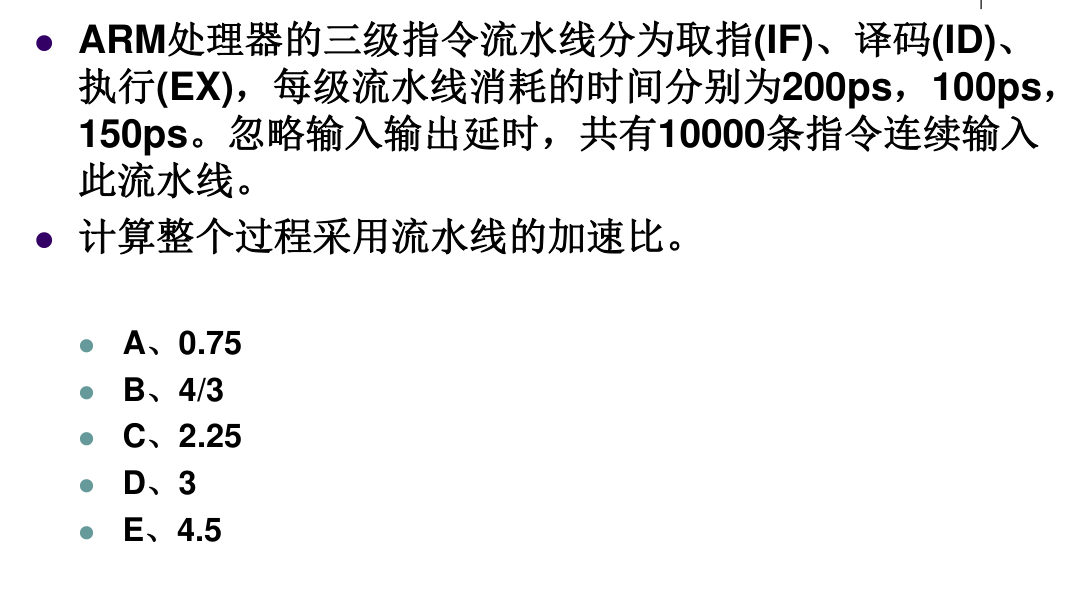 ARM处理器的三级指令流水线分为取指(IF)、译码(ID)、
执行(EX)，每级流水线消耗的时间分别为200ps，100ps，
150ps。忽略输入输出延时，共有10000条指令连续输入
此流水线。
计算整个过程采用流水线的加速比。
A、0.75
B、4/3
C、2.25
D、3
E、4.5